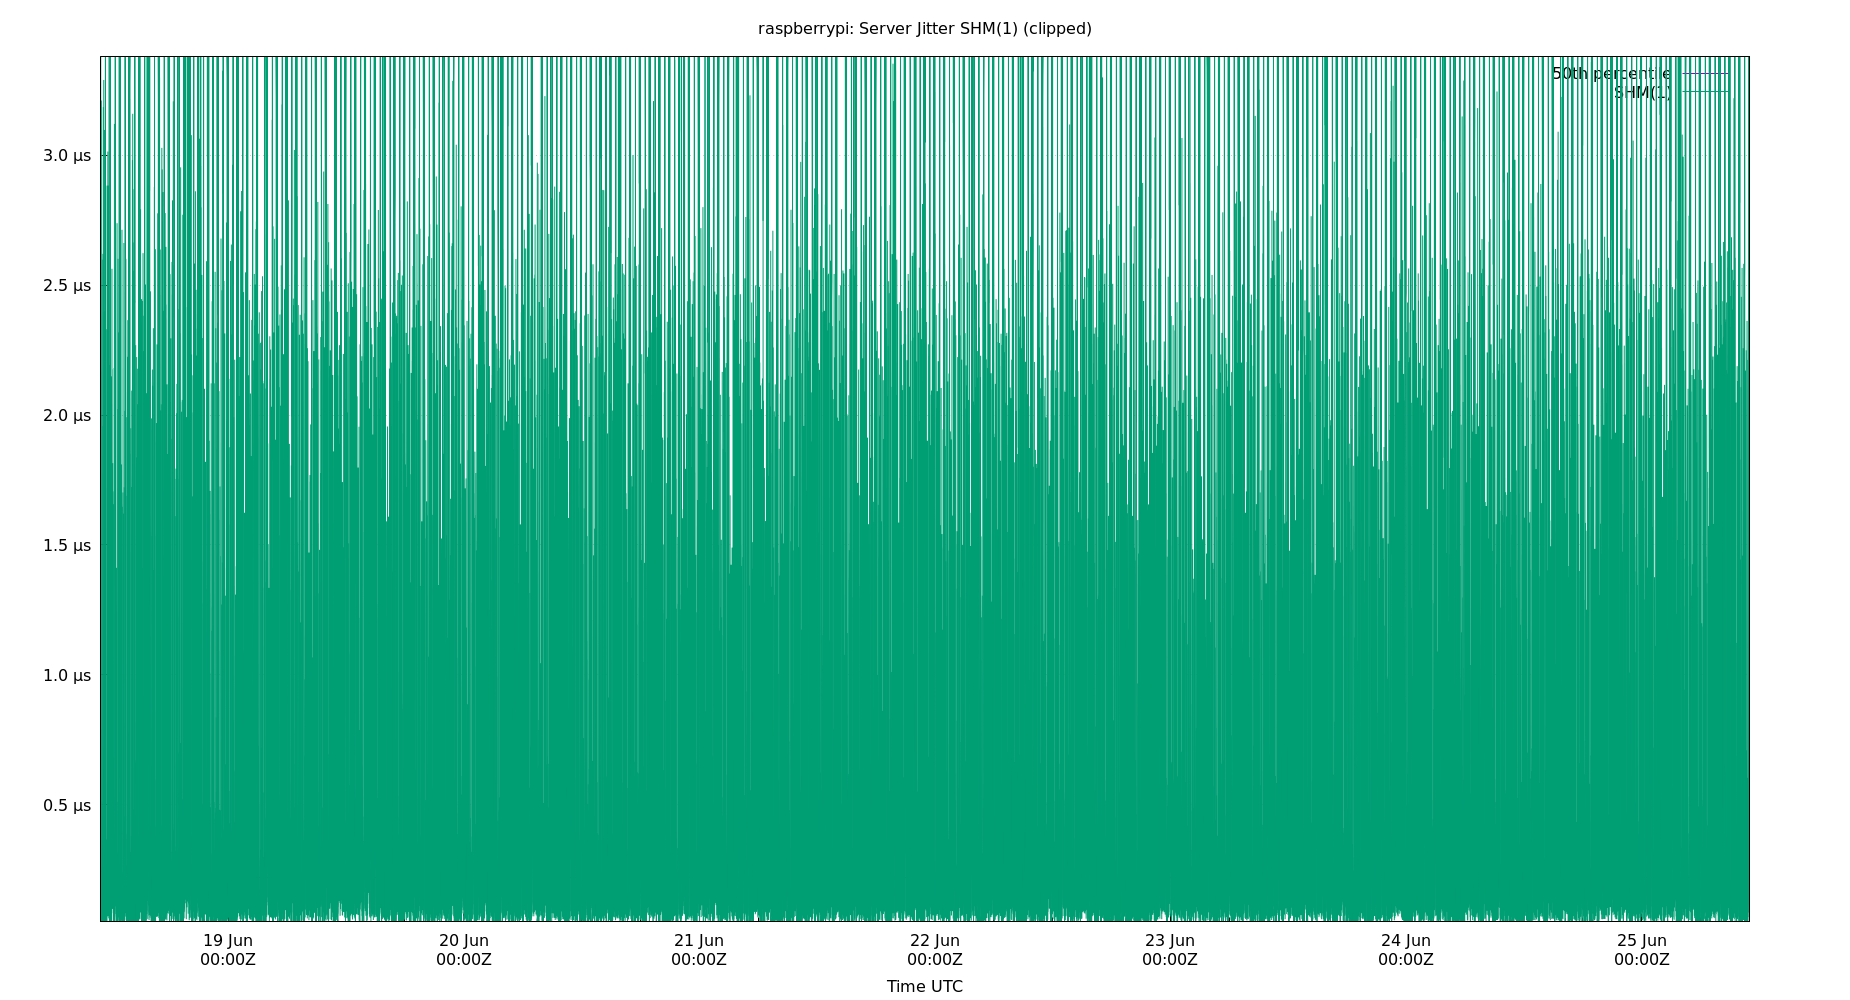 raspberrypi: Server Jitter SHM(1) (clipped)
50th percentile
SHM(1)
3.0 μs
2.5 μs
2.0 μs
1.5 μs
1.0 μs
0.5 μs
19 Jun 20 Jun 21 Jun 22 Jun 23 Jun 24 Jun 25 Jun
00:00Z 00:00Z 00:00Z 00:00Z 00:00Z 00:00Z 00:00Z
Time UTC